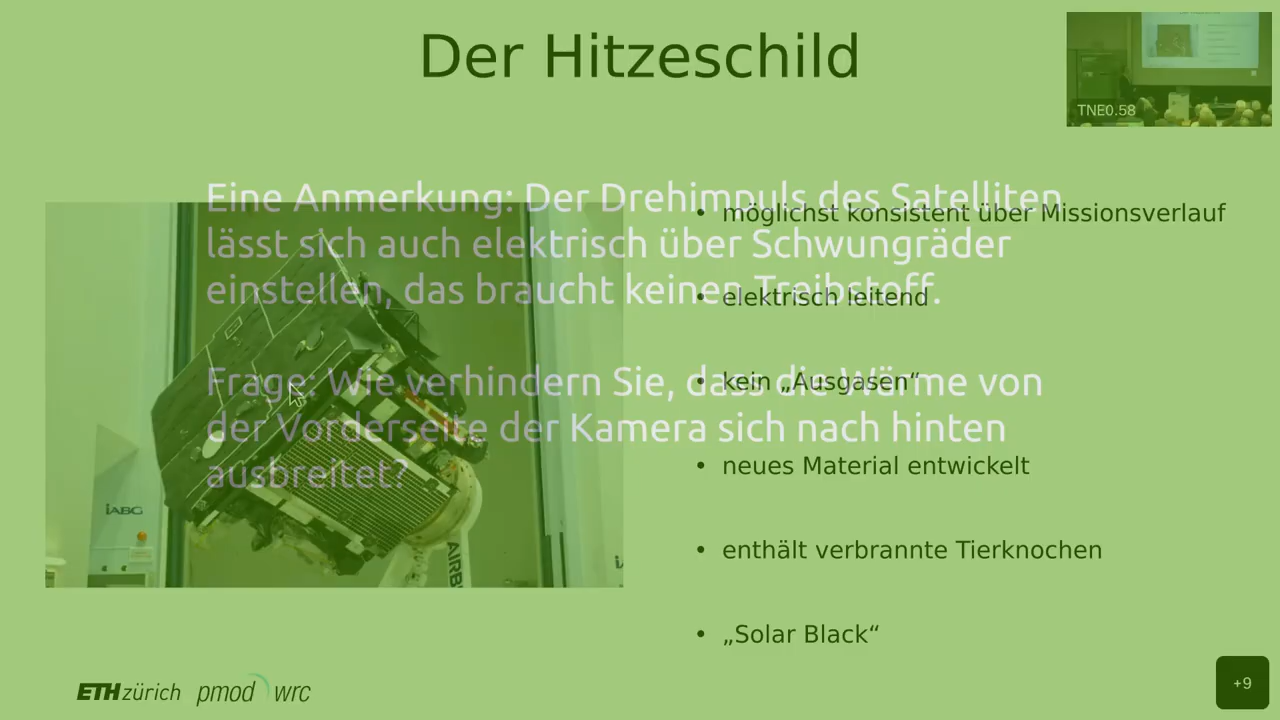 Der Hitzeschild
TNE0.58
Eine Anmerkung: Der Drehimpuls des Satelliten
lässt sich auch elektrisch über Schwungräder
einstellen, das braucht keinen Treibstoff.
Frage: Wie verhindern Sie, dass die Wärme von
der Vorderseite der Kamera sich nach hinten
ausbreitet?
• möglichst konsistent über Missionsverlauf
• elektrisch leitend
• kein „Ausgasen“
• neues Material entwickelt
• enthält verbrannte Tierknochen
• „Solar Black“
iABG
AIRB
ETH zürich pmod wrc
+9